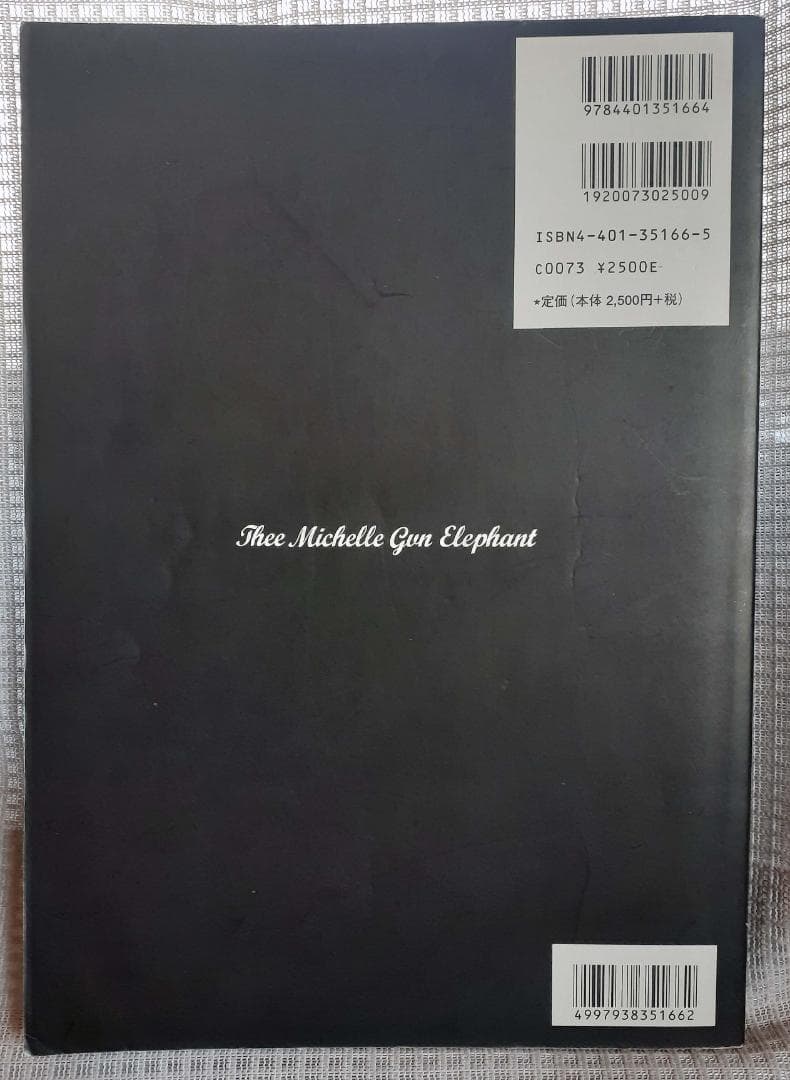 9784401351664
1920073025009
ISBN4-401-35166-5
C0073 ¥2500E
★定価(本体 2,500円+税)
Thee Michelle Gun Elephant
4997938351662